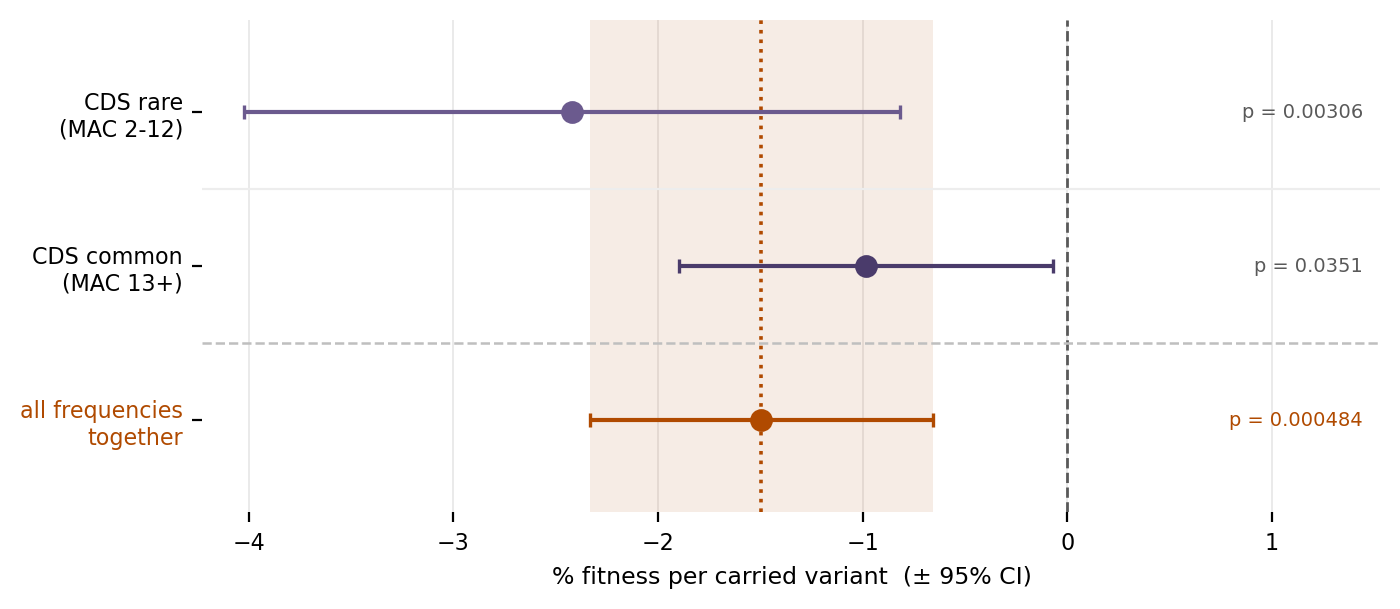 CDS rare
(MAC 2-12)
p = 0.00306
CDS common
(MAC 13+)
p = 0.0351
all frequencies
together
p = 0.000484
−4 −3 −2 −1 0 1
% fitness per carried variant (± 95% CI)